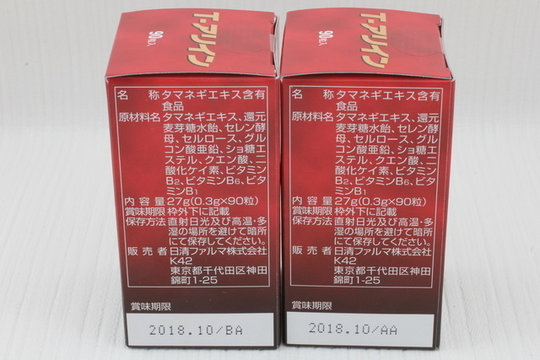 T-アリイン
90粒入
名称 タマネギエキス含有
食品
原材料名 タマネギエキス、還元
麦芽糖水飴、セレン酵
母、セルロース、グル
コン酸亜鉛、ショ糖エ
ステル、クエン酸、二
酸化ケイ素、ビタミン
B2、ビタミンB6、ビタ
ミンB1
内容量 27g(0.3g×90粒)
賞味期限 枠外下に記載
保存方法 直射日光及び高温・多
湿の場所を避けて暗所
にて保存してください。
販売者 日清ファルマ株式会社
K42
東京都千代田区神田
錦町1-25
賞味期限
2018.10/BA
T-アリイン
90粒入
名称 タマネギエキス含有
食品
原材料名 タマネギエキス、還元
麦芽糖水飴、セレン酵
母、セルロース、グル
コン酸亜鉛、ショ糖エ
ステル、クエン酸、二
酸化ケイ素、ビタミン
B2、ビタミンB6、ビタ
ミンB1
内容量 27g(0.3g×90粒)
賞味期限 枠外下に記載
保存方法 直射日光及び高温・多
湿の場所を避けて暗所
にて保存してください。
販売者 日清ファルマ株式会社
K42
東京都千代田区神田
錦町1-25
賞味期限
2018.10/AA